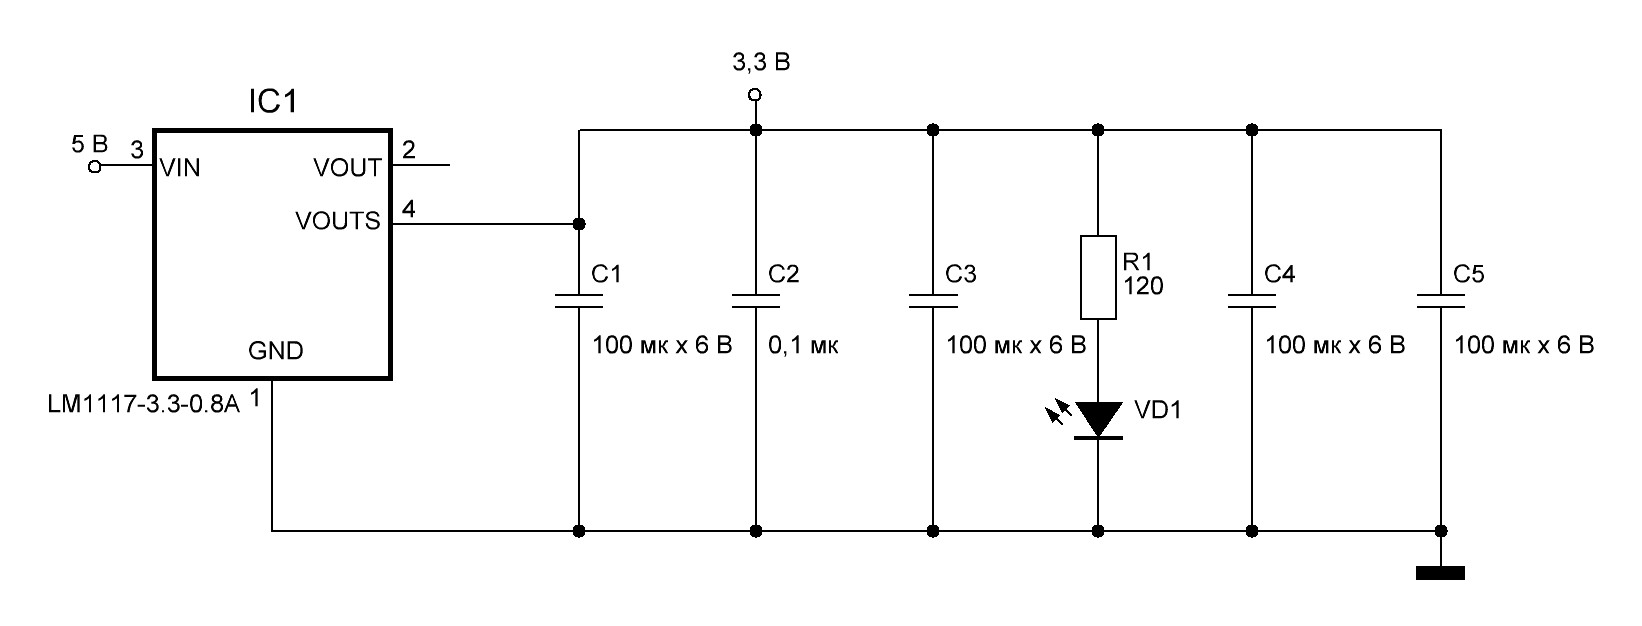 3,3 В
IC1
5 В
3
2
VIN
VOUT
4
VOUTS
C1
C2
C3
R1
120
C4
C5
GND
100 мк х 6 В
0,1 мк
100 мк х 6 В
100 мк х 6 В
100 мк х 6 В
LM1117-3.3-0.8A
1
VD1